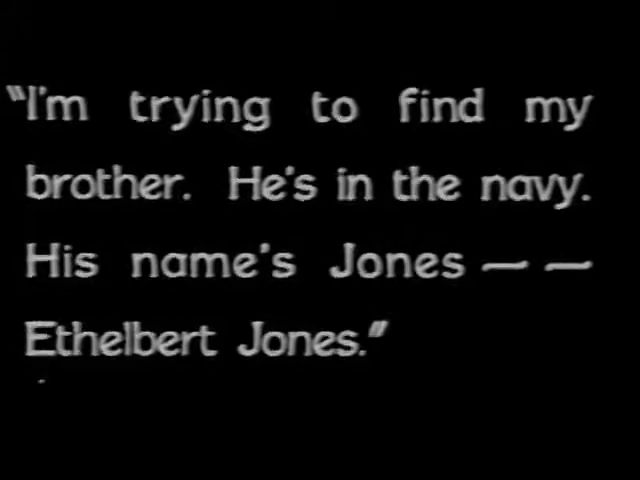 "I'm trying to find my
brother. He's in the navy.
His name's Jones — —
Ethelbert Jones."